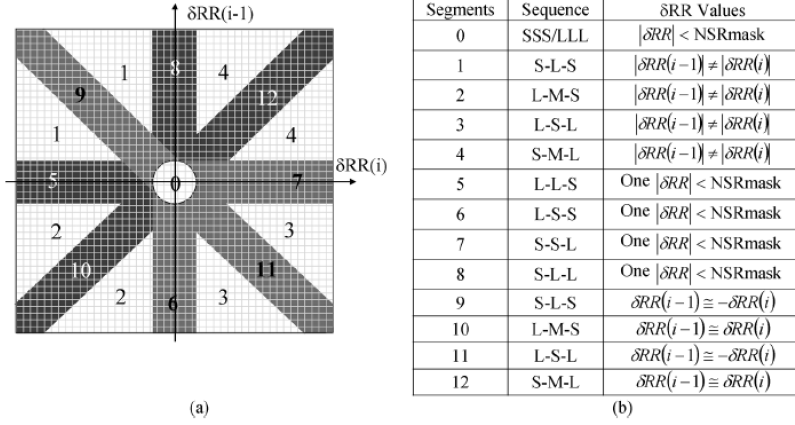 δRR(i-1)
1 8 4
12
9
1 4
δRR(i)
5 0 7
2 3
10 11
2 6 3
(a)
Segments Sequence δRR Values
0 SSS/LLL |δRR| < NSRmask
1 S-L-S |δRR(i−1)| ≠ |δRR(i)|
2 L-M-S |δRR(i−1)| ≠ |δRR(i)|
3 L-S-L |δRR(i−1)| ≠ |δRR(i)|
4 S-M-L |δRR(i−1)| ≠ |δRR(i)|
5 L-L-S One |δRR| < NSRmask
6 L-S-S One |δRR| < NSRmask
7 S-S-L One |δRR| < NSRmask
8 S-L-L One |δRR| < NSRmask
9 S-L-S δRR(i−1) ≅ −δRR(i)
10 L-M-S δRR(i−1) ≅ δRR(i)
11 L-S-L δRR(i−1) ≅ −δRR(i)
12 S-M-L δRR(i−1) ≅ δRR(i)
(b)